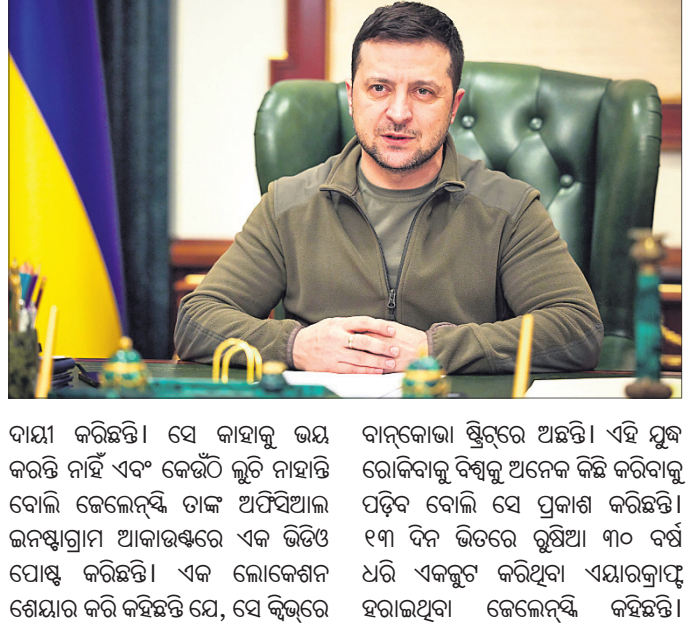 ଦାୟୀ କରିଛନ୍ତି। ସେ କାହାକୁ ଭୟ
କରନ୍ତି ନାହିଁ ଏବଂ କେଉଁଠି ଲୁଚି ନାହାନ୍ତି
ବୋଲି ଜେଲେନ୍‌ସ୍କି ତାଙ୍କ ଅଫିସିଆଲ
ଇନଷ୍ଟାଗ୍ରାମ ଆକାଉଣ୍ଟରେ ଏକ ଭିଡିଓ
ପୋଷ୍ଟ କରିଛନ୍ତି। ଏକ ଲୋକେଶନ
ଶେୟାର କରି କହିଛନ୍ତି ଯେ, ସେ କ୍ୱିଭ୍‌ରେ
ବାନ୍‌କୋଭା ଷ୍ଟ୍ରିଟ୍‌ରେ ଅଛନ୍ତି। ଏହି ଯୁଦ୍ଧ
ରୋକିବାକୁ ବିଶ୍ୱକୁ ଅନେକ କିଛି କରିବାକୁ
ପଡ଼ିବ ବୋଲି ସେ ପ୍ରକାଶ କରିଛନ୍ତି।
୧୩ ଦିନ ଭିତରେ ରୁଷିଆ ୩୦ ବର୍ଷ
ଧରି ଏକଜୁଟ କରିଥିବା ଏୟାରକ୍ରାଫ୍ଟ
ହରାଇଥିବା ଜେଲେନ୍‌ସ୍କି କହିଛନ୍ତି।